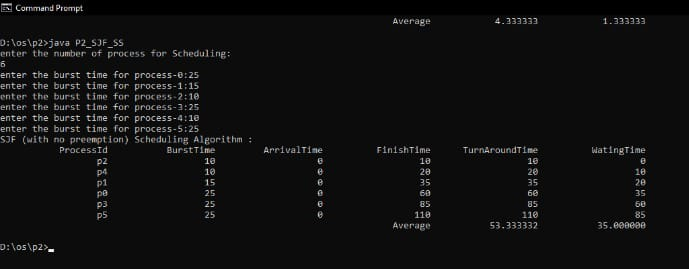 Command Prompt
Average 4.333333 1.333333
D:\os\p2>java P2_SJF_SS
enter the number of process for Scheduling:
6
enter the burst time for process-0:25
enter the burst time for process-1:15
enter the burst time for process-2:10
enter the burst time for process-3:25
enter the burst time for process-4:10
enter the burst time for process-5:25
SJF (with no preemption) Scheduling Algorithm :
ProcessId BurstTime ArrivalTime FinishTime TurnAroundTime WatingTime
p2 10 0 10 10 0
p4 10 0 20 20 10
p1 15 0 35 35 20
p0 25 0 60 60 35
p3 25 0 85 85 60
p5 25 0 110 110 85
Average 53.333332 35.000000
D:\os\p2>